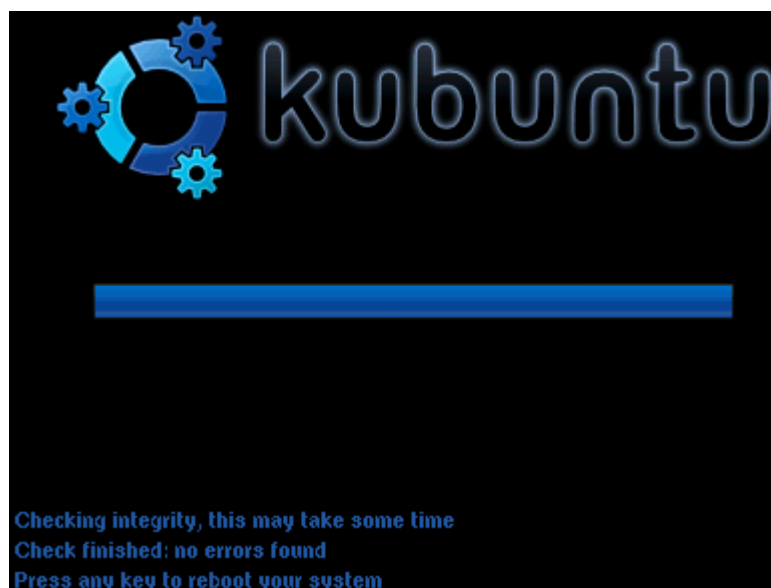 kubuntu
Checking integrity, this may take some time
Check finished: no errors found
Press any key to reboot your system